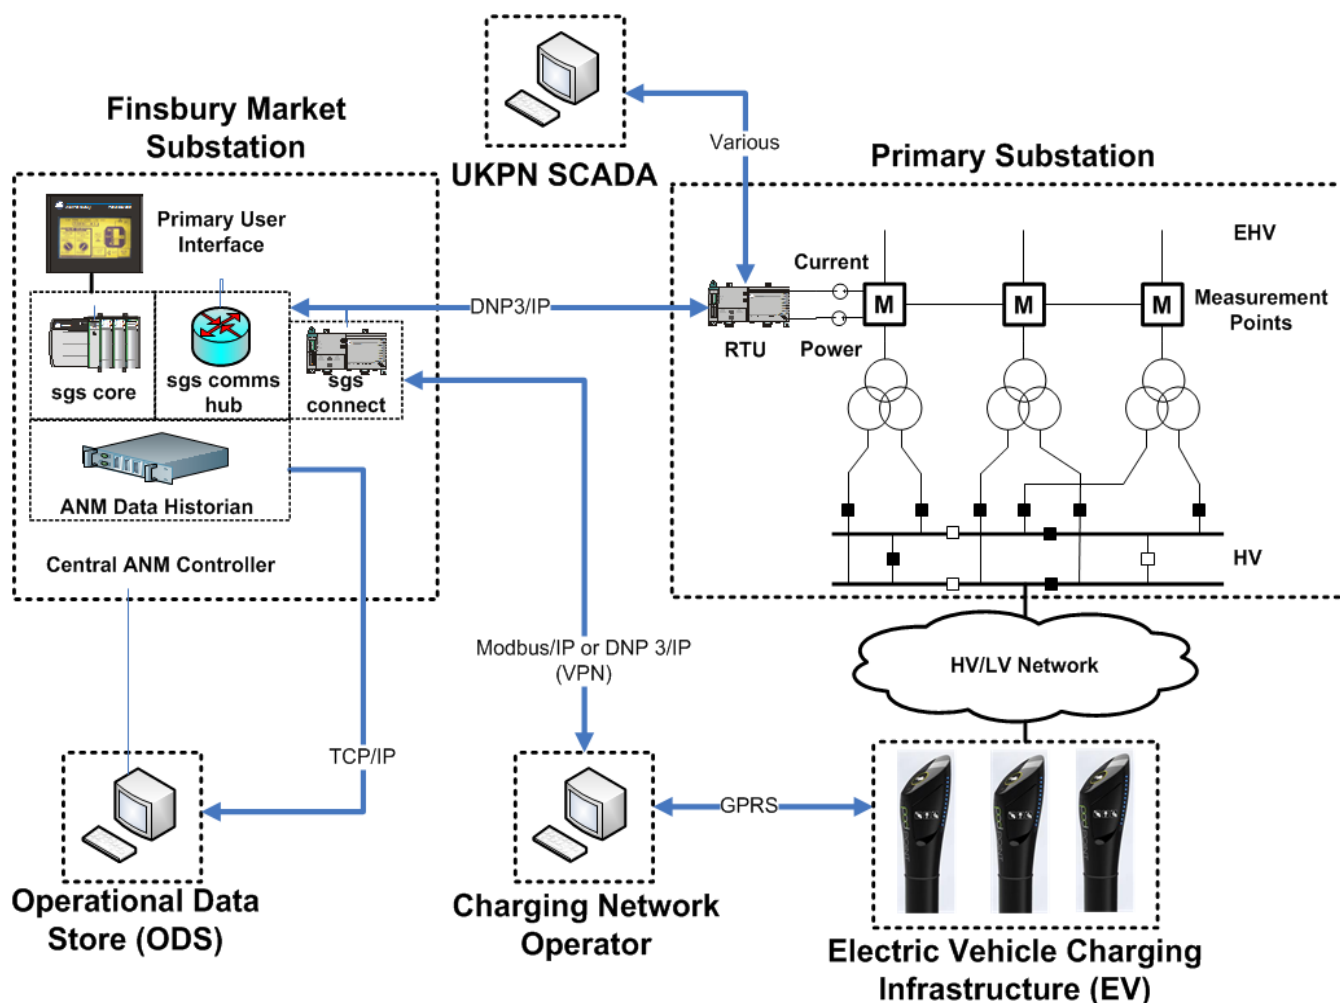 Finsbury Market
Substation
UKPN SCADA
Various
Primary Substation
Primary User
Interface
sgs core
sgs comms
hub
sgs
connect
ANM Data Historian
Central ANM Controller
DNP3/IP
RTU
Current
Power
M
M
M
EHV
Measurement
Points
HV
HV/LV Network
Modbus/IP or DNP 3/IP
(VPN)
TCP/IP
GPRS
Operational Data
Store (ODS)
Charging Network
Operator
Electric Vehicle Charging
Infrastructure (EV)